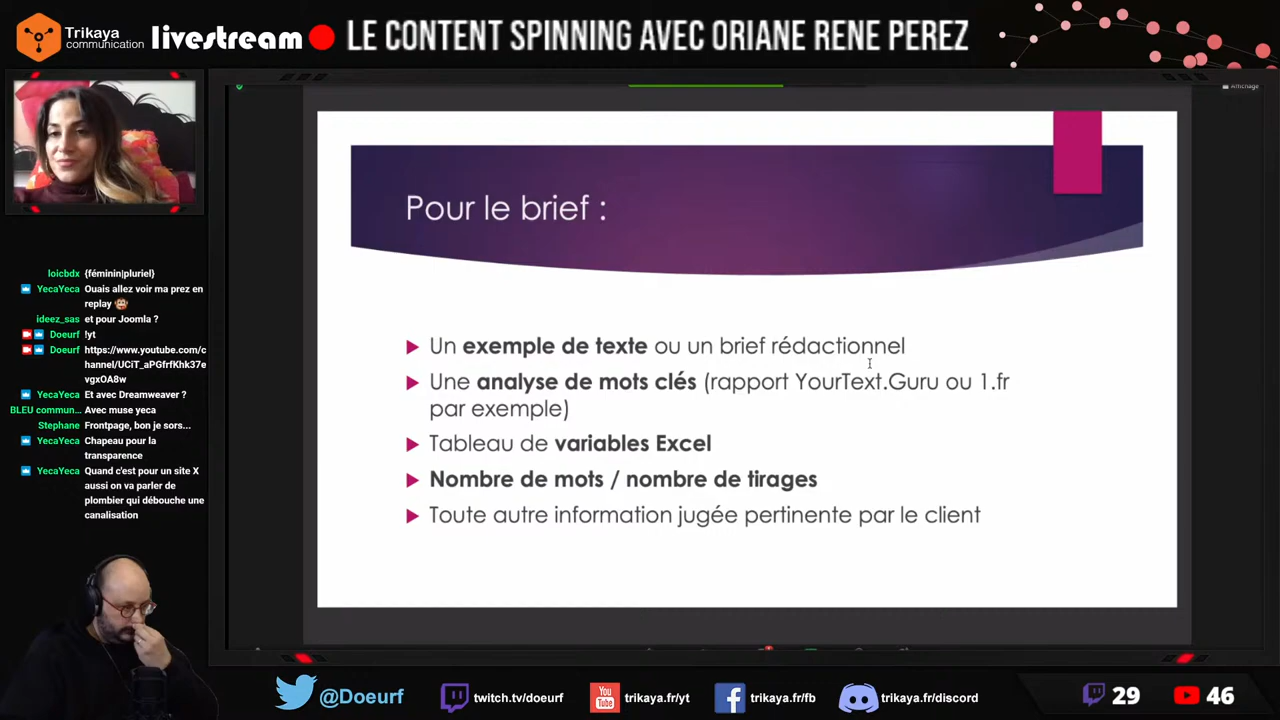 Trikaya
communication
livestream
LE CONTENT SPINNING AVEC ORIANE RENE PEREZ
Affichage
Pour le brief :
Un exemple de texte ou un brief rédactionnel
Une analyse de mots clés (rapport YourText.Guru ou 1.fr
par exemple)
Tableau de variables Excel
Nombre de mots / nombre de tirages
Toute autre information jugée pertinente par le client
loicbdx {féminin|pluriel}
YecaYeca Ouais allez voir ma prez en
replay
ideez_sas et pour Joomla ?
Doeurf !yt
Doeurf https://www.youtube.com/c
hannel/UCiT_aPGfrfKhk37e
vgxOA8w
YecaYeca Et avec Dreamweaver ?
BLEU commun... Avec muse yeca
Stephane Frontpage, bon je sors...
YecaYeca Chapeau pour la
transparence
YecaYeca Quand c'est pour un site X
aussi on va parler de
plombier qui débouche une
canalisation
@Doeurf
twitch.tv/doeurf
You
Tube
trikaya.fr/yt
trikaya.fr/fb
trikaya.fr/discord
29
46